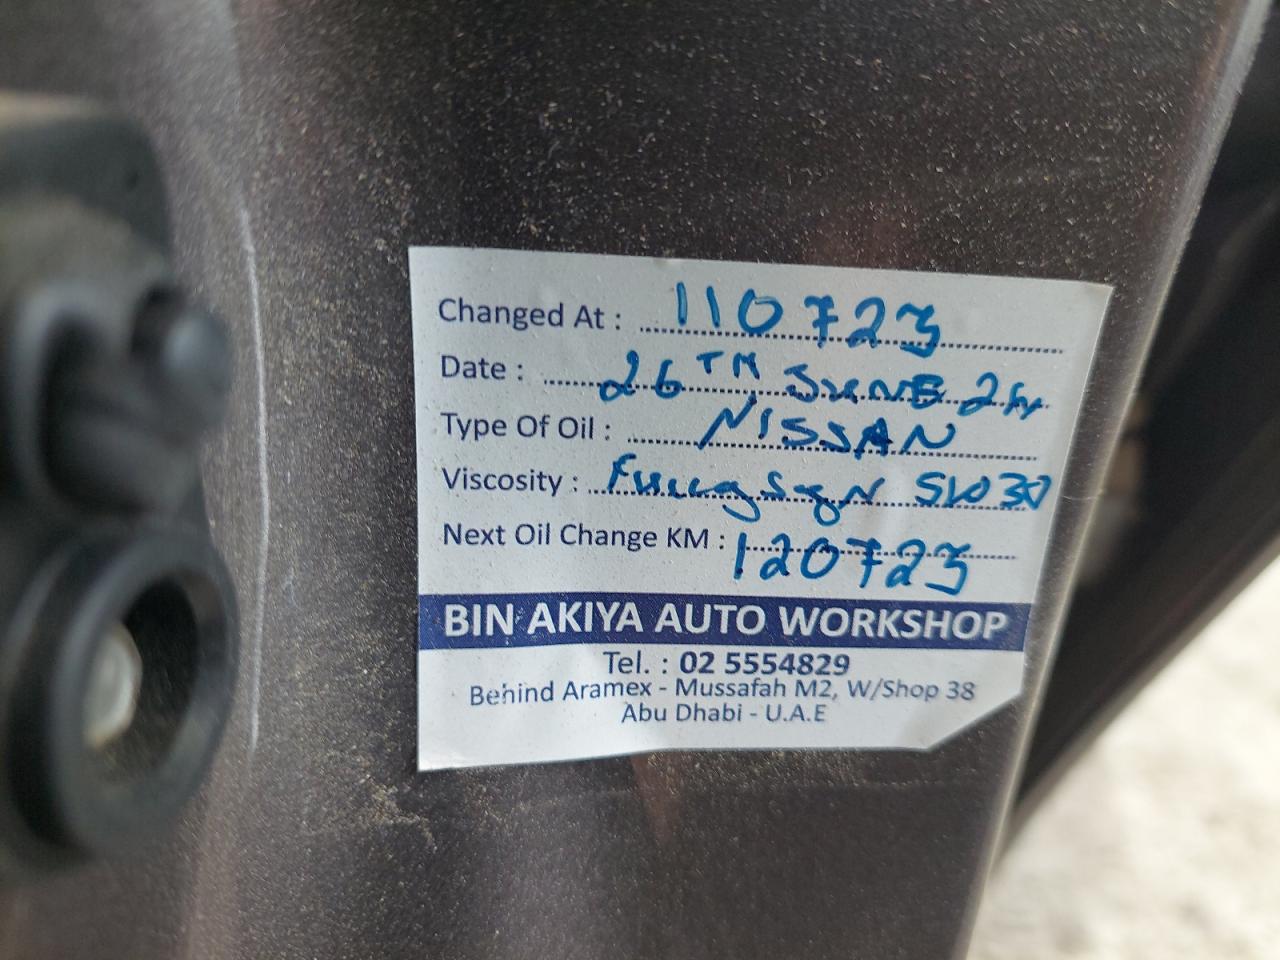 Changed At : 110723
Date : 26TH JUNE 24
Type Of Oil : NISSAN
Viscosity : 5W30
Next Oil Change KM : 120723
BIN AKIYA AUTO WORKSHOP
Tel. : 02 5554829
Behind Aramex - Mussafah M2, W/Shop 38
Abu Dhabi - U.A.E